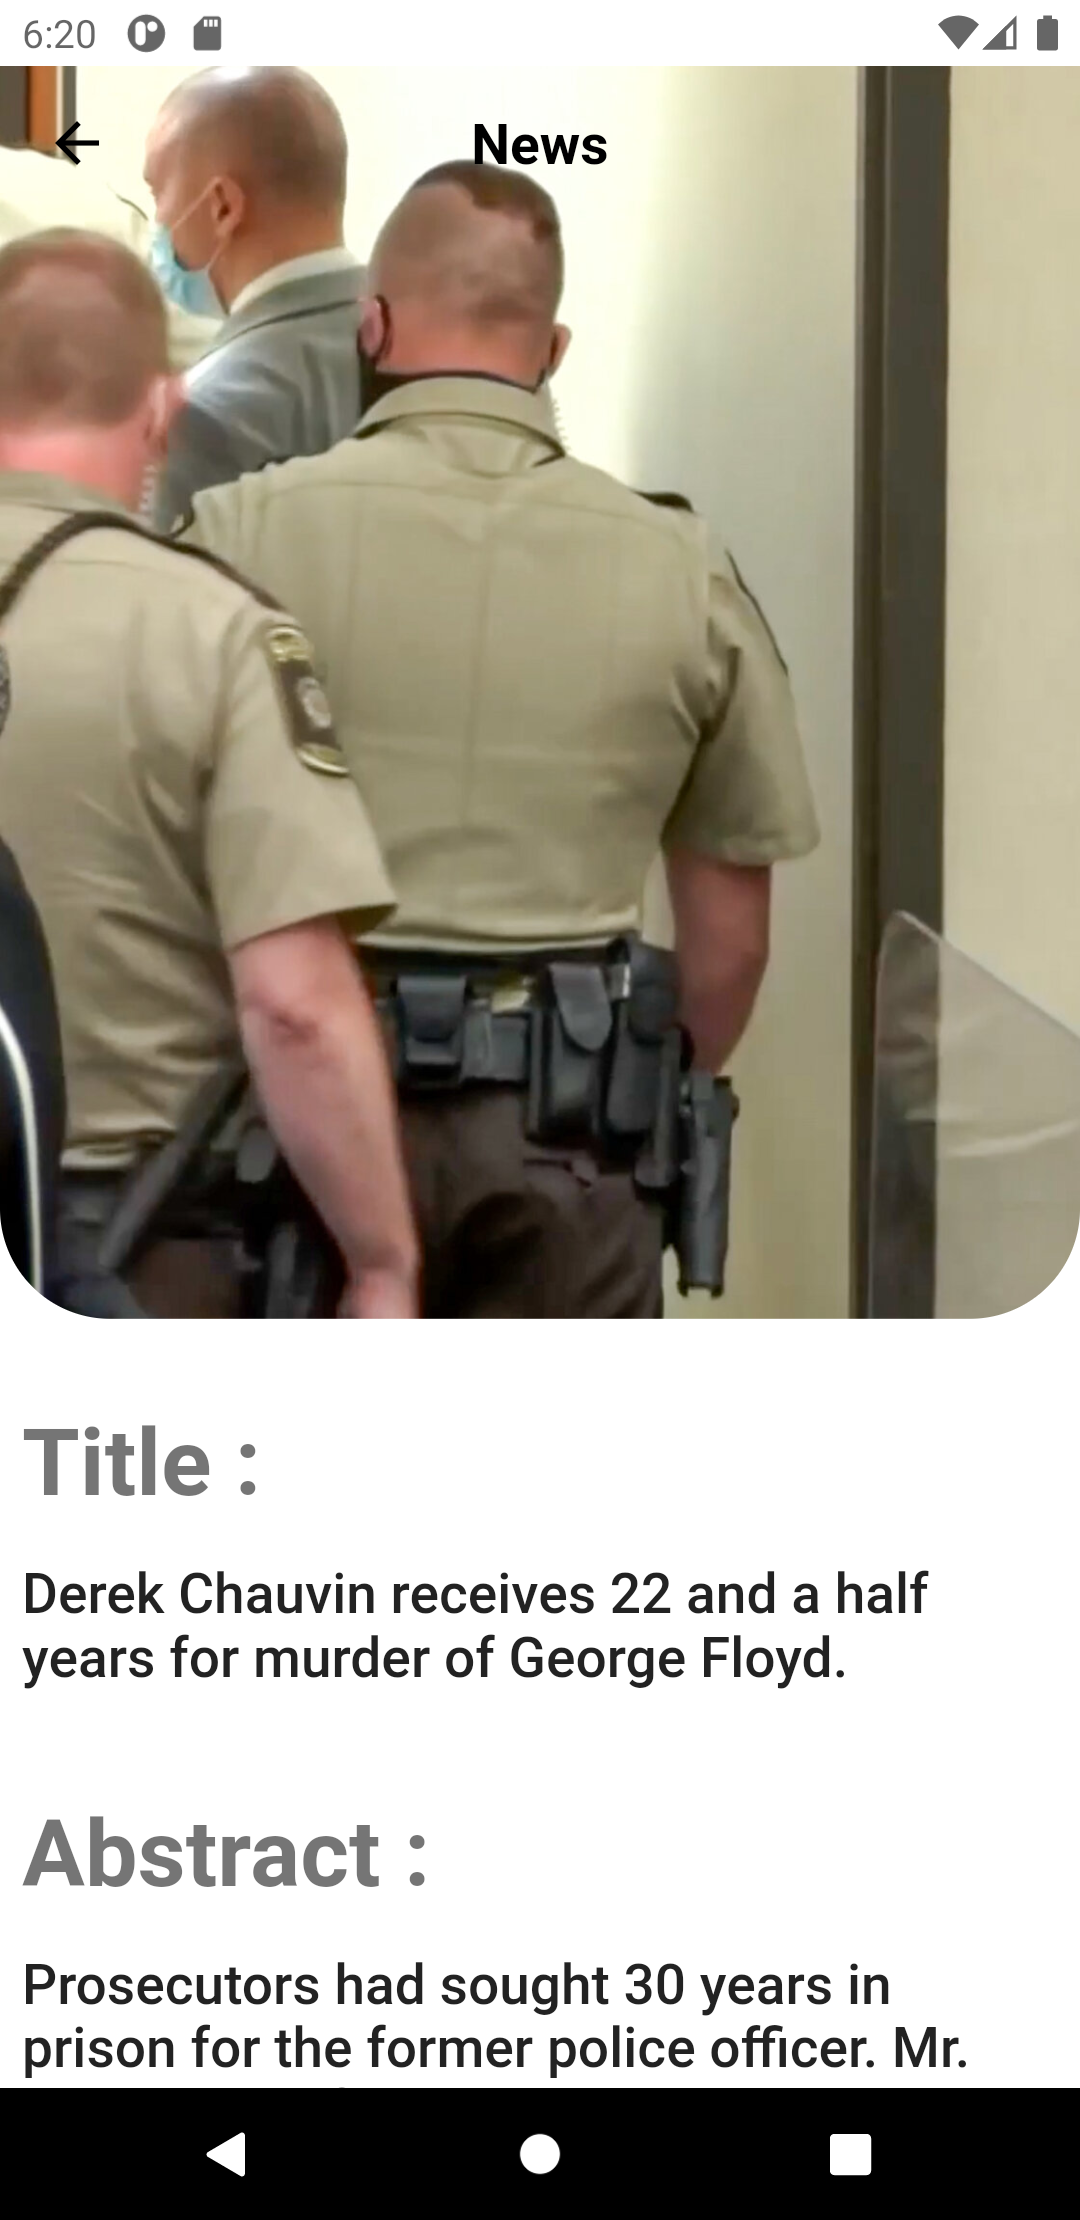 6:20
News
Title :
Derek Chauvin receives 22 and a half
years for murder of George Floyd.
Abstract :
Prosecutors had sought 30 years in
prison for the former police officer. Mr.